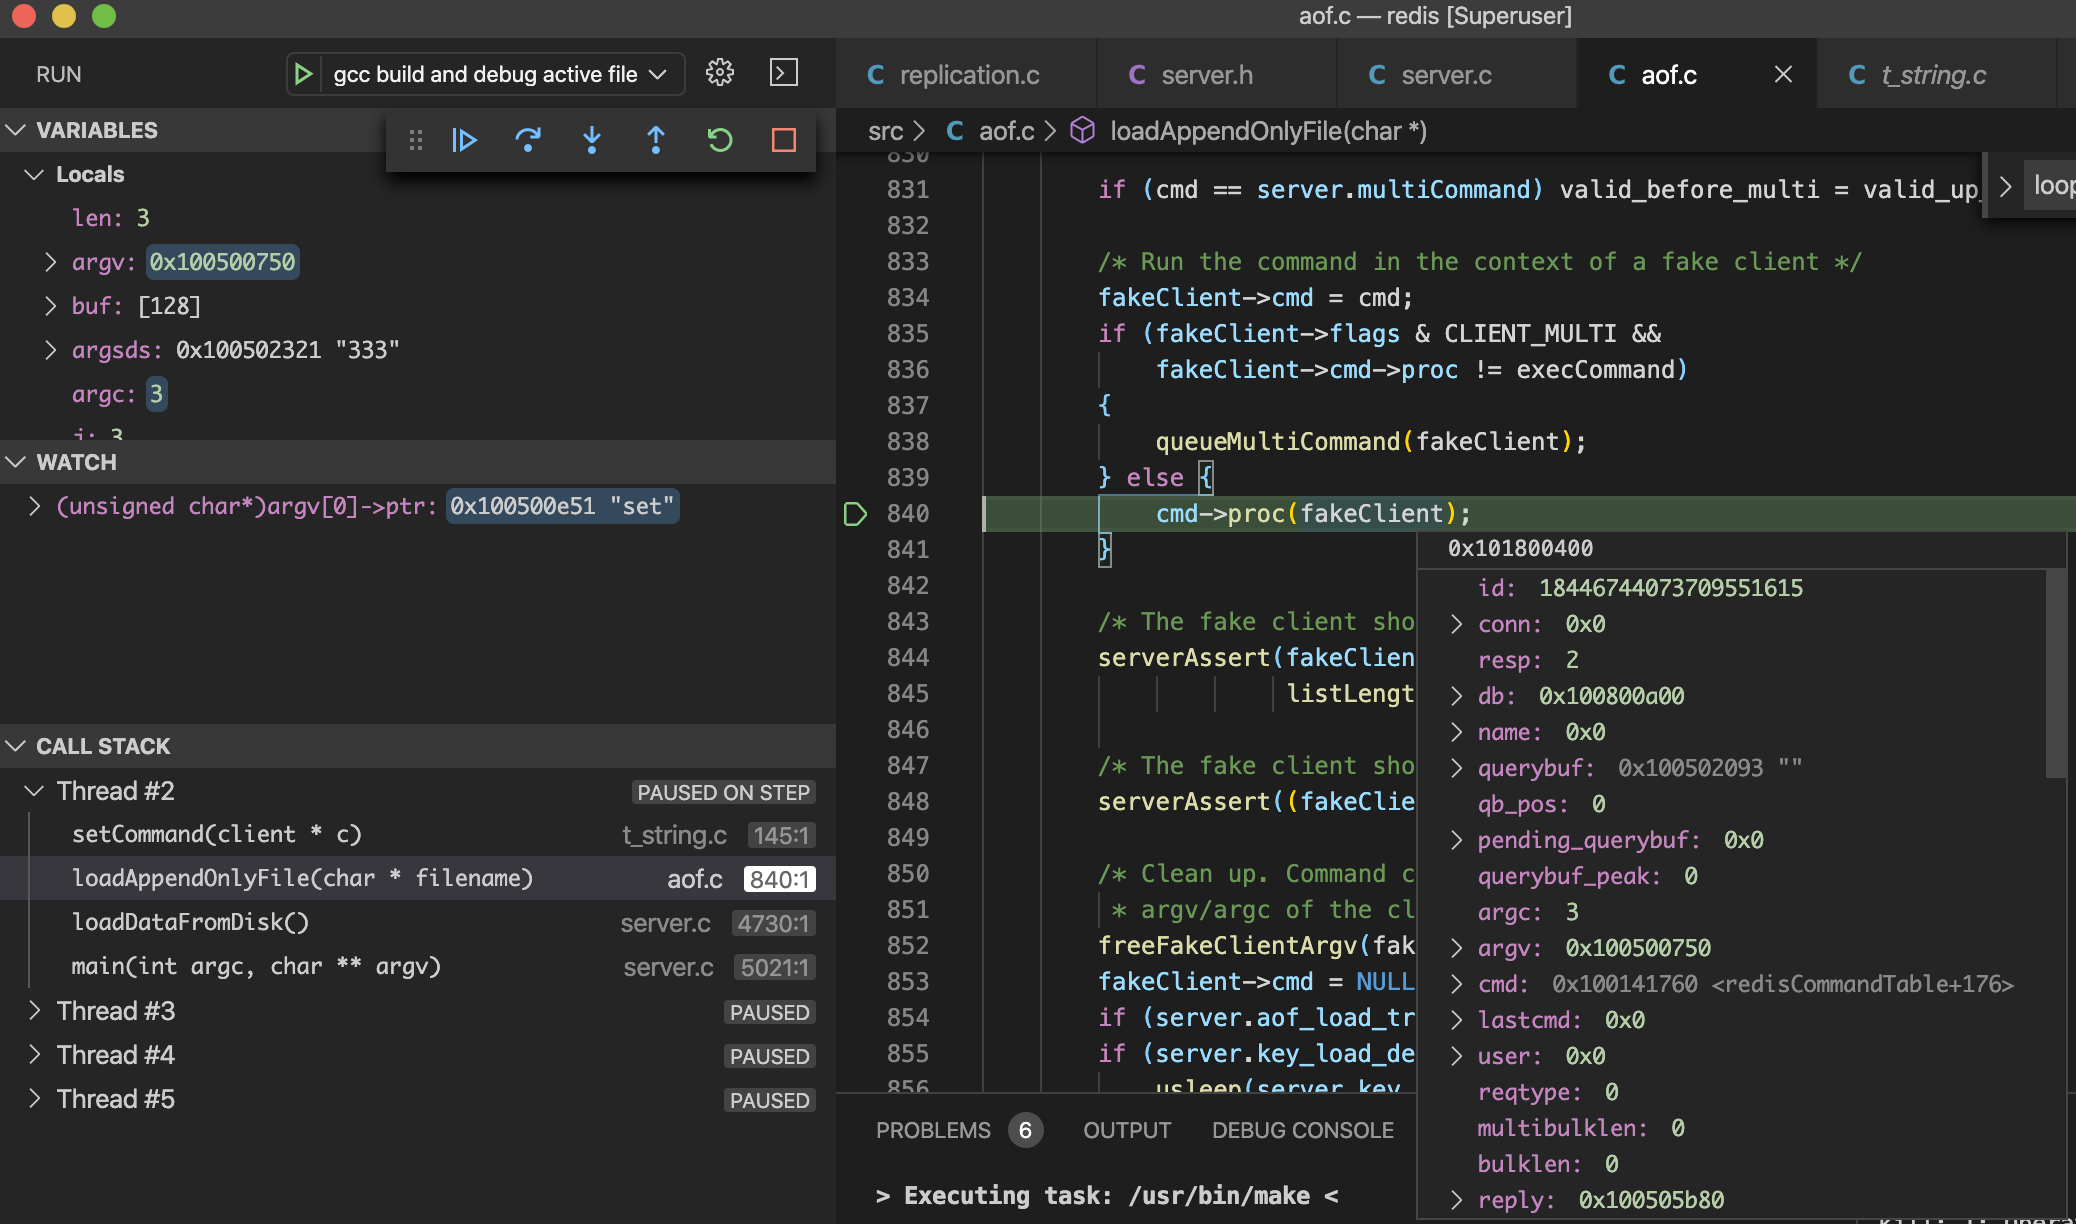 aof.c — redis [Superuser]
RUN
gcc build and debug active file
VARIABLES
Locals
len: 3
argv: 0x100500750
buf: [128]
argsds: 0x100502321 "333"
argc: 3
i: 3
WATCH
(unsigned char*)argv[0]->ptr: 0x100500e51 "set"
CALL STACK
Thread #2 PAUSED ON STEP
setCommand(client * c) t_string.c 145:1
loadAppendOnlyFile(char * filename) aof.c 840:1
loadDataFromDisk() server.c 4730:1
main(int argc, char ** argv) server.c 5021:1
Thread #3 PAUSED
Thread #4 PAUSED
Thread #5 PAUSED
C replication.c C server.h C server.c C aof.c C t_string.c
src > C aof.c > loadAppendOnlyFile(char *)
loop
830
831 if (cmd == server.multiCommand) valid_before_multi = valid_up_
832
833 /* Run the command in the context of a fake client */
834 fakeClient->cmd = cmd;
835 if (fakeClient->flags & CLIENT_MULTI &&
836 fakeClient->cmd->proc != execCommand)
837 {
838 queueMultiCommand(fakeClient);
839 } else {
840 cmd->proc(fakeClient);
841 }
842
843 /* The fake client sho
844 serverAssert(fakeClien
845 listLengt
846
847 /* The fake client sho
848 serverAssert((fakeClie
849
850 /* Clean up. Command c
851 * argv/argc of the cl
852 freeFakeClientArgv(fak
853 fakeClient->cmd = NULL
854 if (server.aof_load_tr
855 if (server.key_load_de
856 usleep(server.key_
0x101800400
id: 18446744073709551615
conn: 0x0
resp: 2
db: 0x100800a00
name: 0x0
querybuf: 0x100502093 ""
qb_pos: 0
pending_querybuf: 0x0
querybuf_peak: 0
argc: 3
argv: 0x100500750
cmd: 0x100141760 <redisCommandTable+176>
lastcmd: 0x0
user: 0x0
reqtype: 0
multibulklen: 0
bulklen: 0
reply: 0x100505b80
PROBLEMS 6 OUTPUT DEBUG CONSOLE
> Executing task: /usr/bin/make <